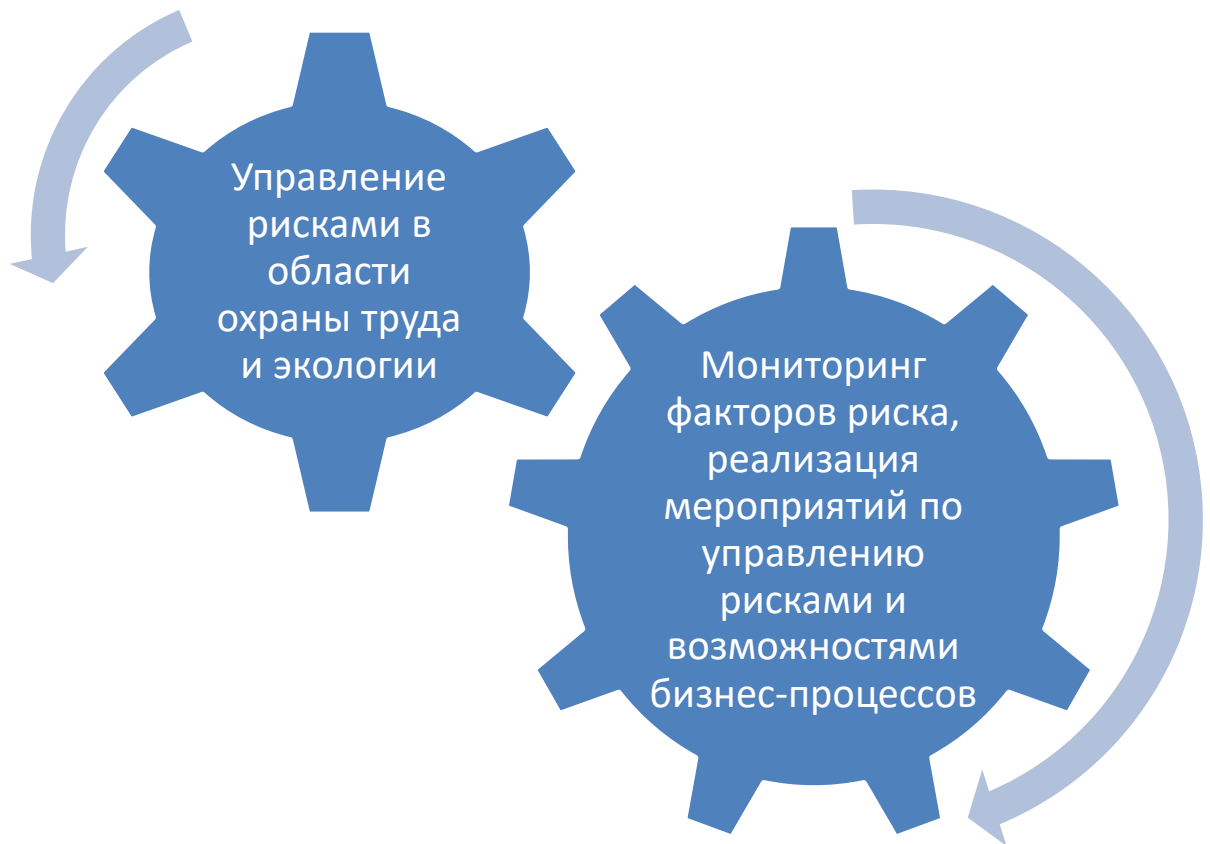 Управление
рисками в
области
охраны труда
и экологии
Мониторинг
факторов риска,
реализация
мероприятий по
управлению
рисками и
возможностями
бизнес-процессов